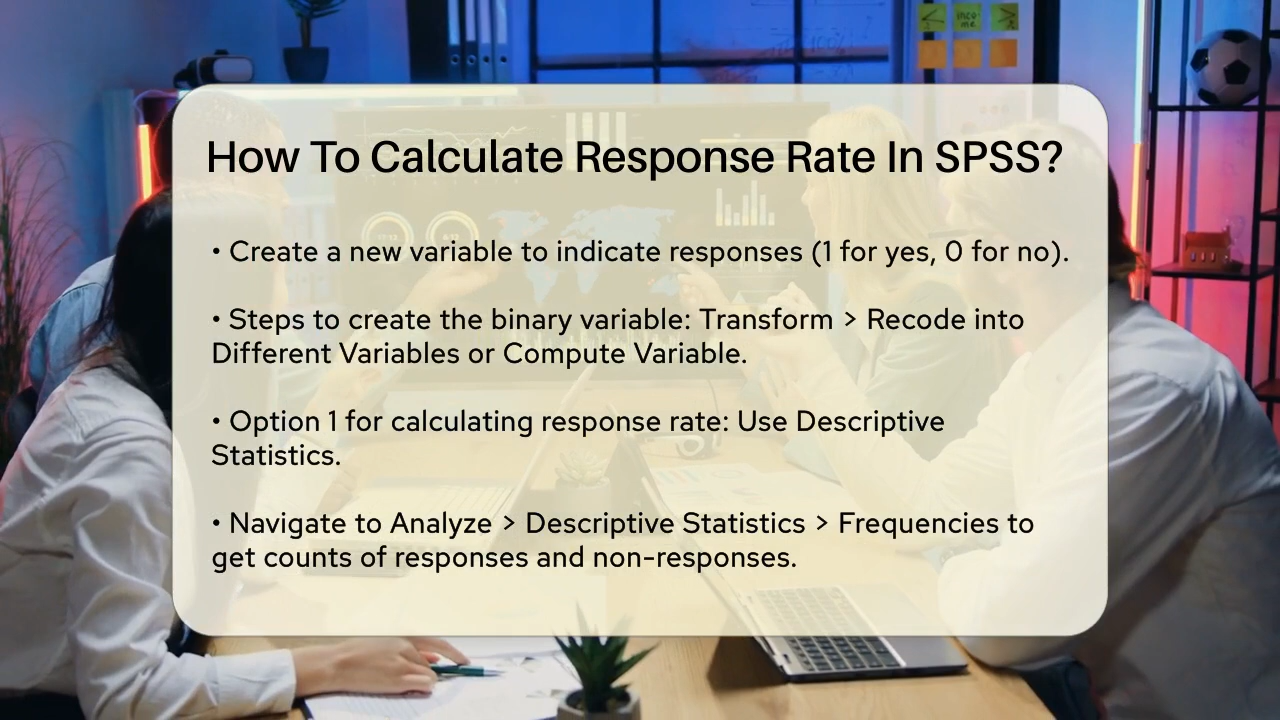 How To Calculate Response Rate In SPSS?
• Create a new variable to indicate responses (1 for yes, 0 for no).
• Steps to create the binary variable: Transform > Recode into
Different Variables or Compute Variable.
• Option 1 for calculating response rate: Use Descriptive
Statistics.
• Navigate to Analyze > Descriptive Statistics > Frequencies to
get counts of responses and non-responses.